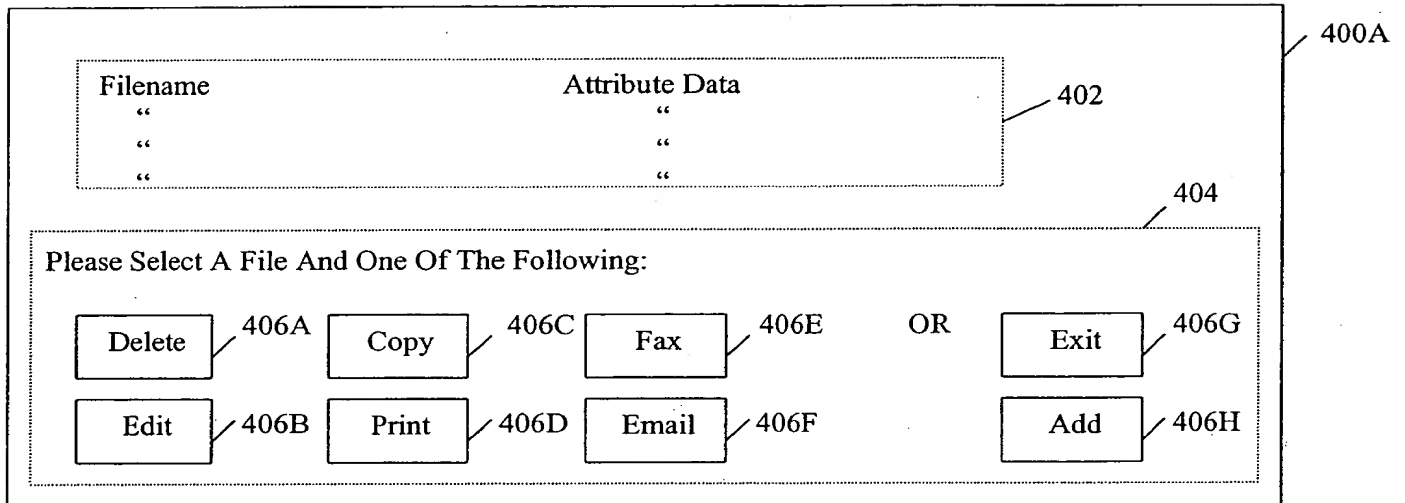 400A
Filename Attribute Data
“ “
“ “
“ “
402
404
Please Select A File And One Of The Following:
Delete 406A Copy 406C Fax 406E OR Exit 406G
Edit 406B Print 406D Email 406F Add 406H